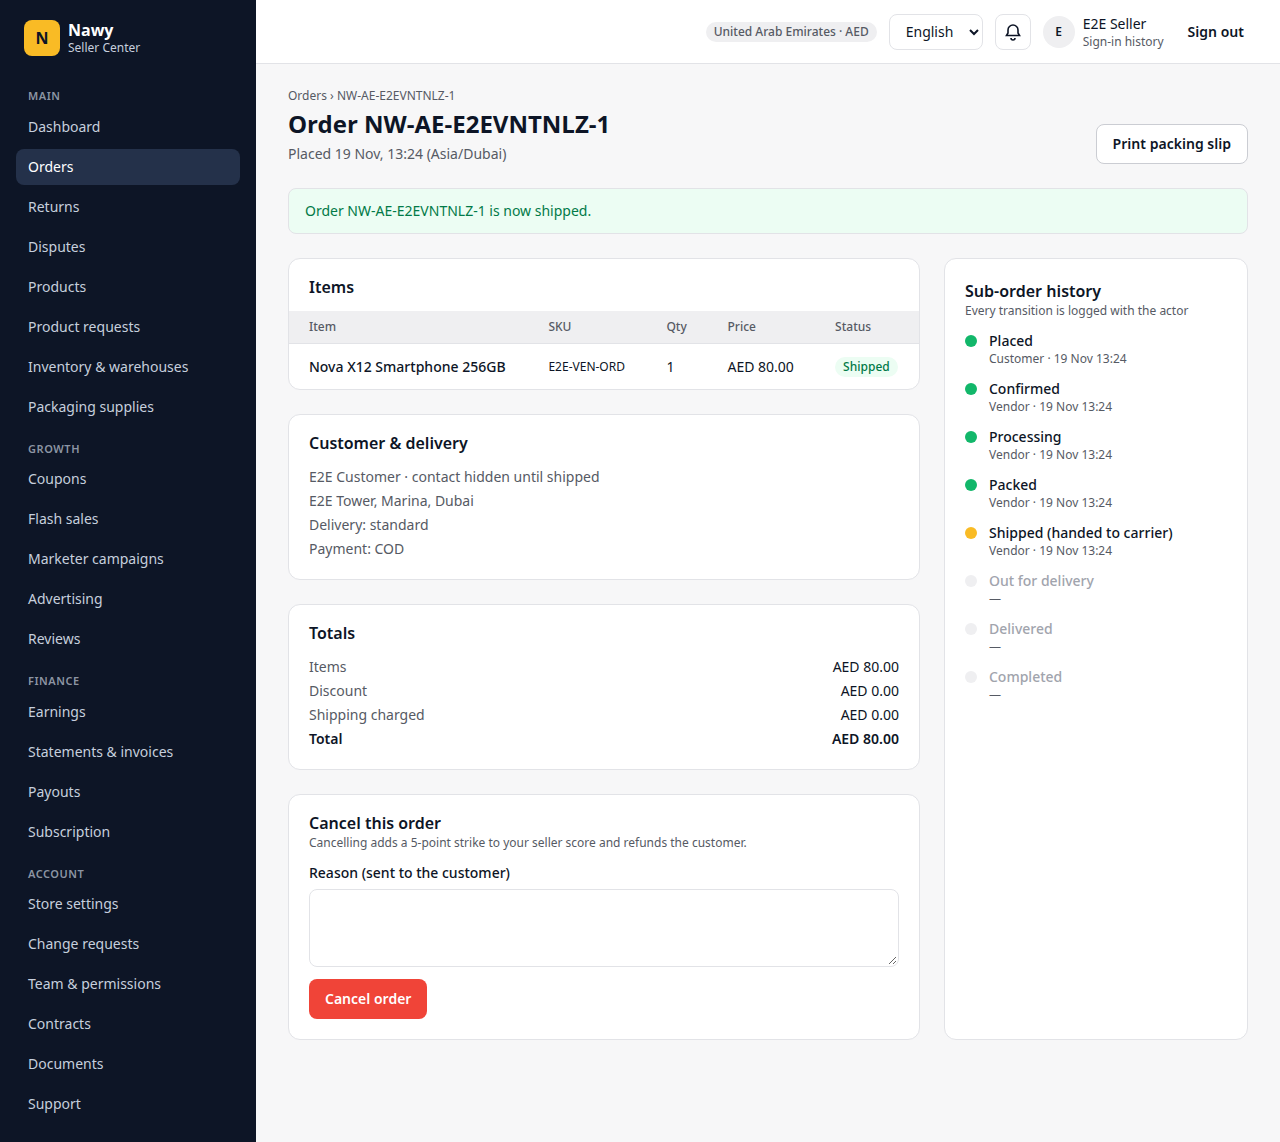 N
Nawy
Seller Center
MAIN
Dashboard
Orders
Returns
Disputes
Products
Product requests
Inventory & warehouses
Packaging supplies
GROWTH
Coupons
Flash sales
Marketer campaigns
Advertising
Reviews
FINANCE
Earnings
Statements & invoices
Payouts
Subscription
ACCOUNT
Store settings
Change requests
Team & permissions
Contracts
Documents
Support
United Arab Emirates · AED
English
E
E2E Seller
Sign-in history
Sign out
Orders › NW-AE-E2EVNTNLZ-1
Order NW-AE-E2EVNTNLZ-1
Placed 19 Nov, 13:24 (Asia/Dubai)
Print packing slip
Order NW-AE-E2EVNTNLZ-1 is now shipped.
Items
Item SKU Qty Price Status
Nova X12 Smartphone 256GB E2E-VEN-ORD 1 AED 80.00 Shipped
Customer & delivery
E2E Customer · contact hidden until shipped
E2E Tower, Marina, Dubai
Delivery: standard
Payment: COD
Totals
Items AED 80.00
Discount AED 0.00
Shipping charged AED 0.00
Total AED 80.00
Cancel this order
Cancelling adds a 5-point strike to your seller score and refunds the customer.
Reason (sent to the customer)
Cancel order
Sub-order history
Every transition is logged with the actor
Placed
Customer · 19 Nov 13:24
Confirmed
Vendor · 19 Nov 13:24
Processing
Vendor · 19 Nov 13:24
Packed
Vendor · 19 Nov 13:24
Shipped (handed to carrier)
Vendor · 19 Nov 13:24
Out for delivery
—
Delivered
—
Completed
—